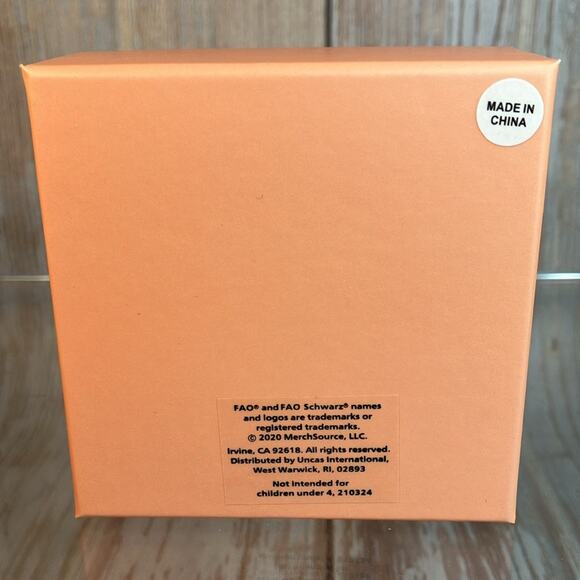 MADE IN
CHINA
FAO® and FAO Schwarz® names
and logos are trademarks or
registered trademarks.
© 2020 MerchSource, LLC.
Irvine, CA 92618. All rights reserved.
Distributed by Uncas International,
West Warwick, RI, 02893
Not Intended for
children under 4, 210324